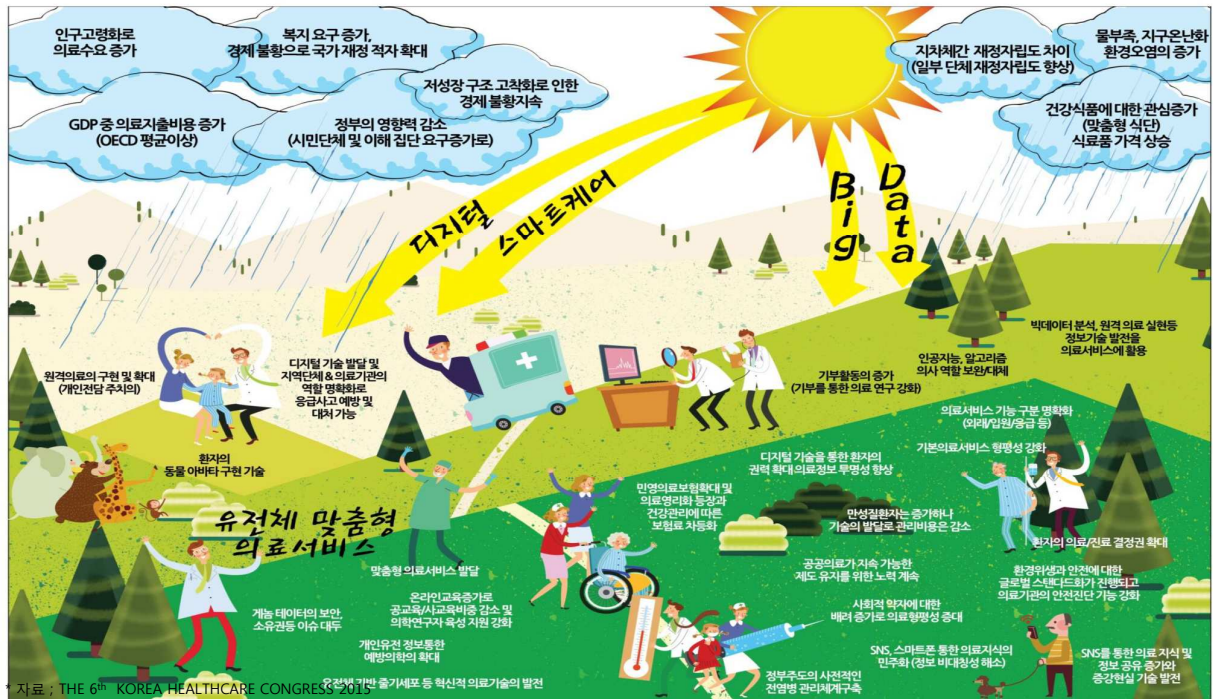 인구고령화로
의료수요 증가
복지 요구 증가,
경제 불황으로 국가 재정 적자 확대
저성장 구조 고착화로 인한
경제 불황지속
GDP 중 의료지출비용 증가
(OECD 평균이상)
정부의 영향력 감소
(시민단체 및 이해 집단 요구증가로)
지차체간 재정자립도 차이
(일부 단체 재정자립도 향상)
물부족, 지구온난화
환경오염의 증가
건강식품에 대한 관심증가
(맞춤형 식단)
식료품 가격 상승
디지털
스마트케어
Big
Data
원격의료의 구현 및 확대
(개인전담 주치의)
디지털 기술 발달 및
지역단체&의료기관의
역할 명확화로
응급사고 예방 및
대처 가능
기부활동의 증가
(기부를 통한 의료 연구 강화)
인공지능, 알고리즘
의사 역할 보완/대체
빅데이터 분석, 원격 의료 실현등
정보기술 발전을
의료서비스에 활용
환자의
동물 아바타 구현 기술
의료서비스 기능 구분 명확화
(외래/입원/응급 등)
기본의료서비스 형평성 강화
디지털 기술을 통한 환자의
권력 확대 의료정보 투명성 향상
민영의료보험확대 및
의료영리화 등장과
건강관리에 따른
보험료 차등화
만성질환자는 증가하나
기술의 발달로 관리비용은 감소
환자의 의료/진료 결정권 확대
유전체 맞춤형
의료서비스
맞춤형 의료서비스 발달
공공의료가 지속 가능한
제도 유지를 위한 노력 계속
환경위생과 안전에 대한
글로벌 스탠다드화가 진행되고
의료기관의 안전진단 기능 강화
게놈 테이터의 보안,
소유권등 이슈 대두
온라인교육증가로
공교육/사교육비중 감소 및
의학연구자 육성 지원 강화
사회적 약자에 대한
배려 증가로 의료형평성 증대
개인유전 정보통한
예방의학의 확대
SNS, 스마트폰 통한 의료지식의
민주화 (정보 비대칭성 해소)
SNS를 통한 의료 지식 및
정보 공유 증가와
증강현실 기술 발전
정부주도의 사전적인
전염병 관리체계구축
유전체 기반 줄기세포 등 혁신적 의료기술의 발전
* 자료 ; THE 6th KOREA HEALTHCARE CONGRESS 2015